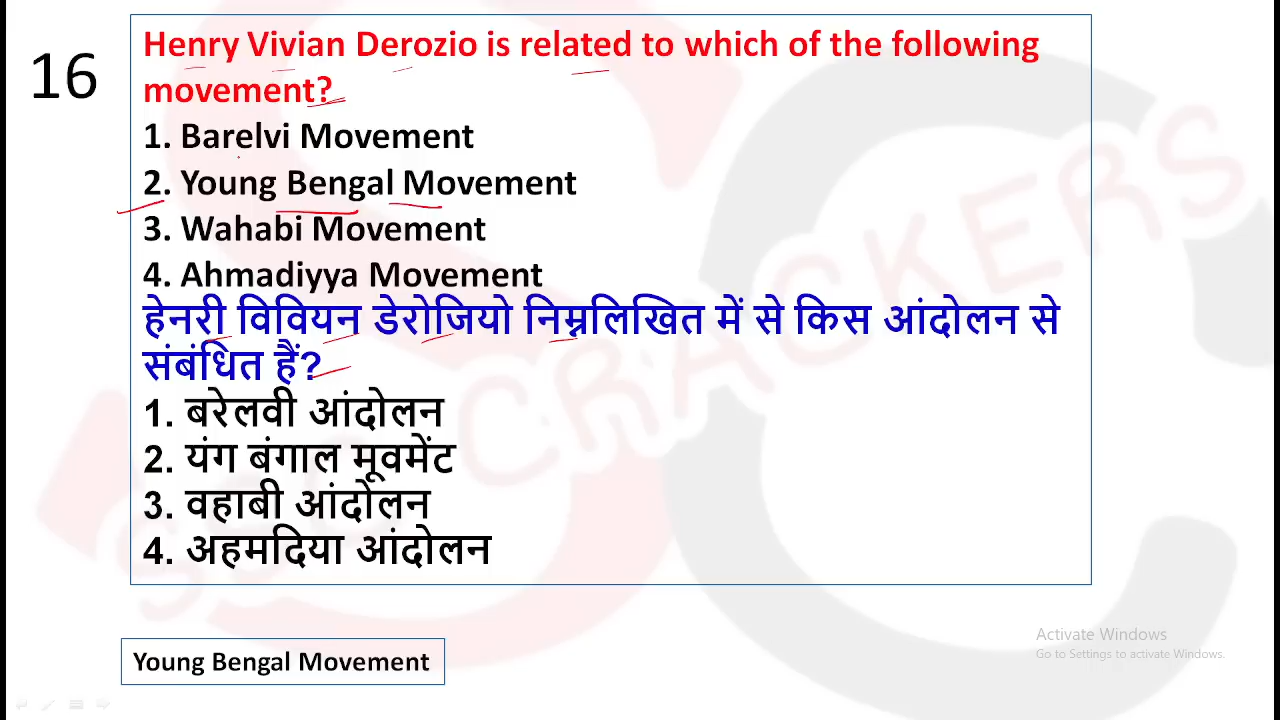 16
Henry Vivian Derozio is related to which of the following
movement?
1. Barelvi Movement
2. Young Bengal Movement
3. Wahabi Movement
4. Ahmadiyya Movement
हेनरी विवियन डेरोजियो निम्नलिखित में से किस आंदोलन से
संबंधित हैं?
1. बरेलवी आंदोलन
2. यंग बंगाल मूवमेंट
3. वहाबी आंदोलन
4. अहमदिया आंदोलन
Young Bengal Movement
CRACKERS
Activate Windows
Go to Settings to activate Windows.